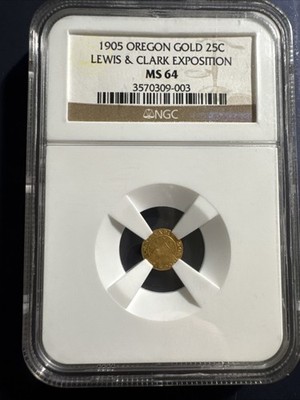 1905 OREGON GOLD 25C
LEWIS & CLARK EXPOSITION
MS 64
3570309-003
NGC